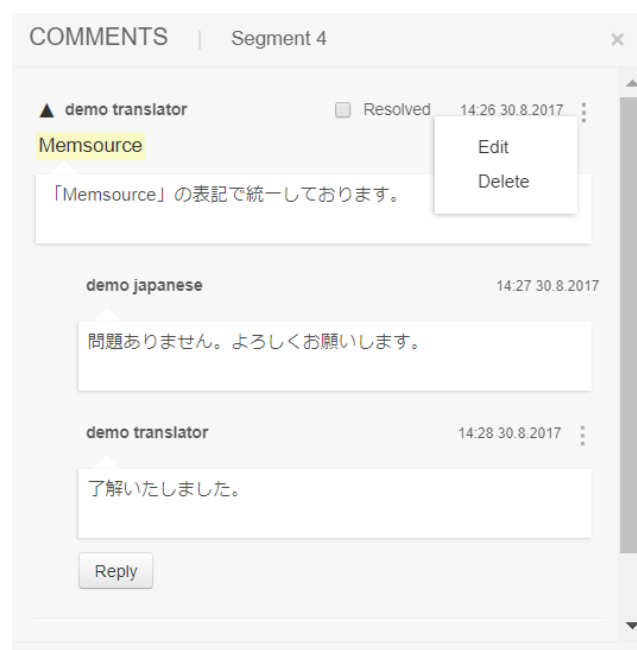 COMMENTS | Segment 4 ×
▲ demo translator Resolved 14:26 30.8.2017
Memsource
Edit
Delete
「Memsource」の表記で統一しております。
demo japanese 14:27 30.8.2017
問題ありません。よろしくお願いします。
demo translator 14:28 30.8.2017
了解いたしました。
Reply